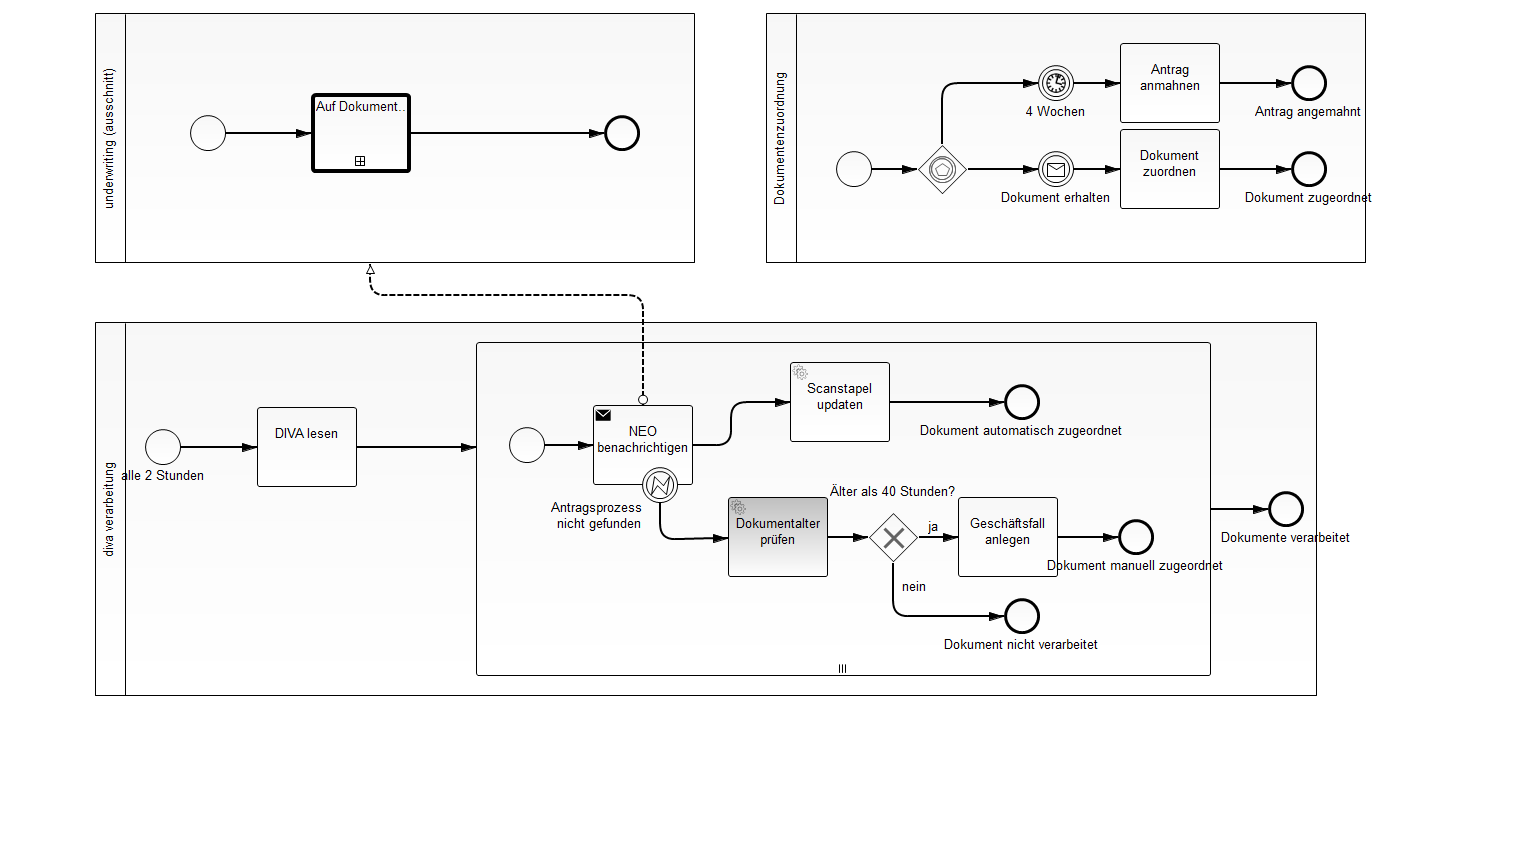 underwriting (ausschnitt)
Auf Dokument..
Dokumentenzuordnung
4 Wochen
Antrag
anmahnen
Antrag angemahnt
Dokument erhalten
Dokument
zuordnen
Dokument zugeordnet
diva verarbeitung
alle 2 Stunden
DIVA lesen
NEO
benachrichtigen
Antragsprozess
nicht gefunden
Scanstapel
updaten
Dokument automatisch zugeordnet
Dokumentalter
prüfen
Älter als 40 Stunden?
ja
nein
Geschäftsfall
anlegen
Dokument manuell zugeordnet
Dokument nicht verarbeitet
Dokumente verarbeitet